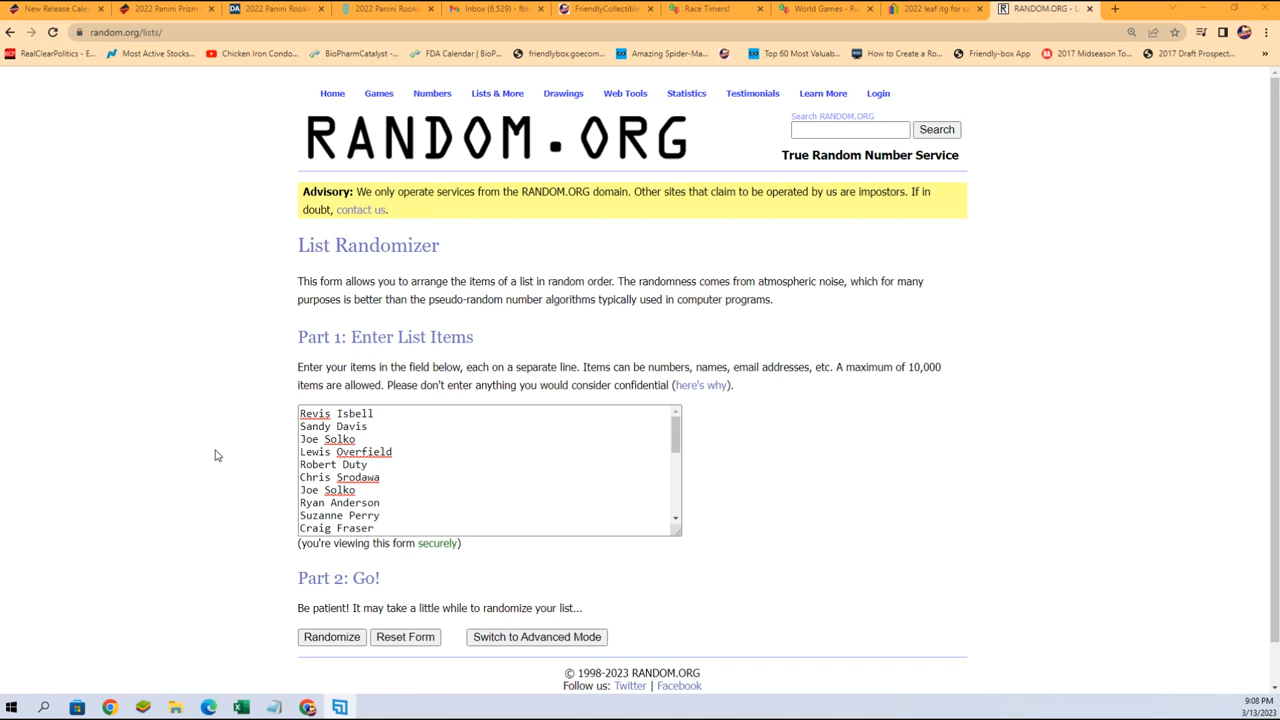 New Release Caler
2022 Panini Prizm
2022 Panini Rookie
2022 Panini Rookie
Inbox (6,529) - fbb
FriendlyCollectible
Race Timers!
World Games - Ru
2022 leaf itg for sa
RANDOM.ORG - L
random.org/lists/
RealClearPolitics - E...
Most Active Stocks...
Chicken Iron Condo...
BioPharmCatalyst -...
FDA Calendar | BioP...
friendlybox.goecom...
Amazing Spider-Ma...
Top 60 Most Valuab...
How to Create a Ro...
Friendly-box App
2017 Midseason To...
2017 Draft Prospect...
»
Home Games Numbers Lists & More Drawings Web Tools Statistics Testimonials Learn More Login
RANDOM.ORG
Search RANDOM.ORG
Search
True Random Number Service
Advisory: We only operate services from the RANDOM.ORG domain. Other sites that claim to be operated by us are impostors. If in
doubt, contact us.
List Randomizer
This form allows you to arrange the items of a list in random order. The randomness comes from atmospheric noise, which for many
purposes is better than the pseudo-random number algorithms typically used in computer programs.
Part 1: Enter List Items
Enter your items in the field below, each on a separate line. Items can be numbers, names, email addresses, etc. A maximum of 10,000
items are allowed. Please don't enter anything you would consider confidential (here's why).
Revis Isbell
Sandy Davis
Joe Solko
Lewis Overfield
Robert Duty
Chris Srodawa
Joe Solko
Ryan Anderson
Suzanne Perry
Craig Fraser
(you're viewing this form securely)
Part 2: Go!
Be patient! It may take a little while to randomize your list...
Randomize Reset Form Switch to Advanced Mode
© 1998-2023 RANDOM.ORG
Follow us: Twitter | Facebook
9:08 PM
3/13/2023